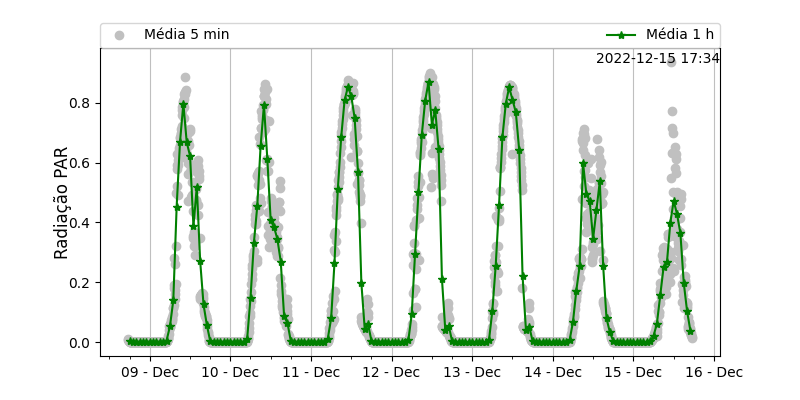 Média 5 min
Média 1 h
2022-12-15 17:34
Radiação PAR
0.8
0.6
0.4
0.2
0.0
09 - Dec
10 - Dec
11 - Dec
12 - Dec
13 - Dec
14 - Dec
15 - Dec
16 - Dec